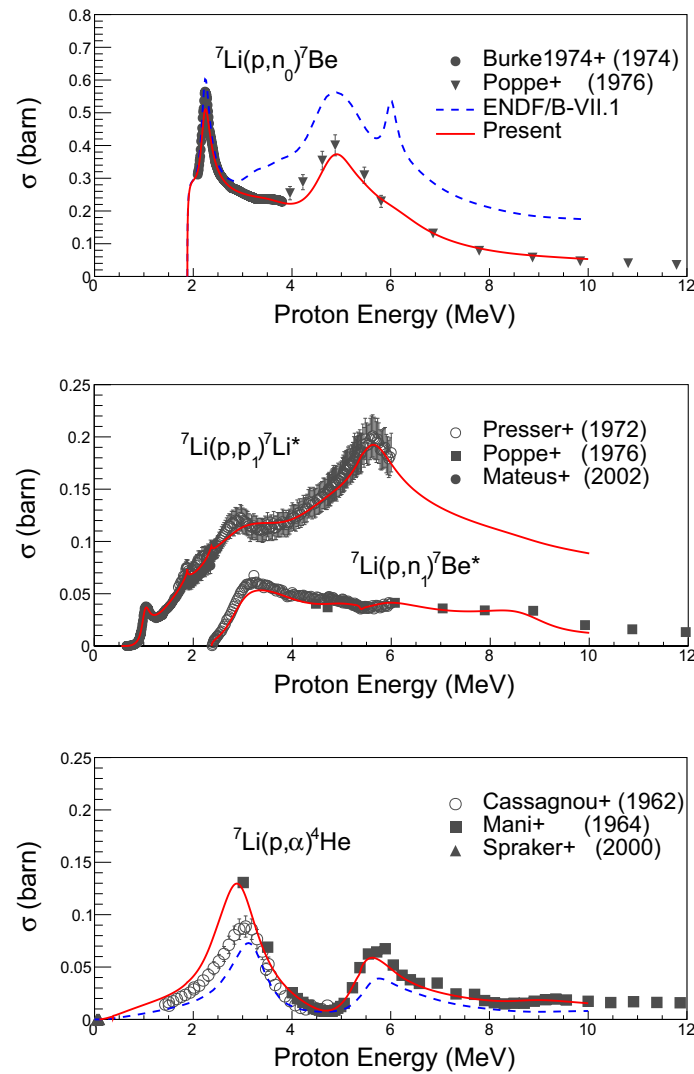 0.8
0.7
0.6
0.5
0.4
0.3
0.2
0.1
0
σ (barn)
⁷Li(p,n₀)⁷Be
Burke1974+ (1974)
Poppe+ (1976)
ENDF/B-VII.1
Present
0 2 4 6 8 10 12
Proton Energy (MeV)
0.25
0.2
0.15
0.1
0.05
0
σ (barn)
⁷Li(p,p₁)⁷Li*
Presser+ (1972)
Poppe+ (1976)
Mateus+ (2002)
⁷Li(p,n₁)⁷Be*
0 2 4 6 8 10 12
Proton Energy (MeV)
0.25
0.2
0.15
0.1
0.05
0
σ (barn)
⁷Li(p,α)⁴He
Cassagnou+ (1962)
Mani+ (1964)
Spraker+ (2000)
0 2 4 6 8 10 12
Proton Energy (MeV)